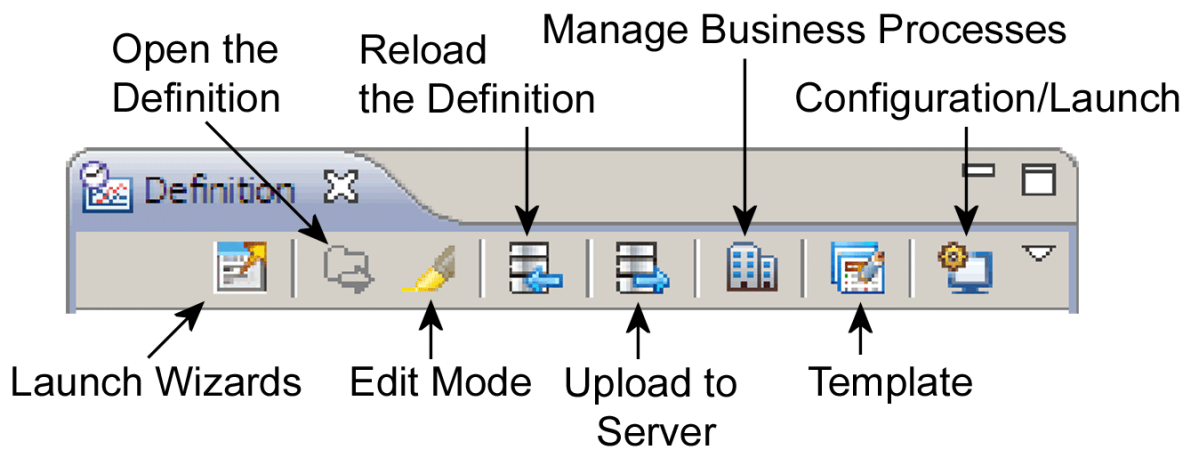 Manage Business Processes
Open the
Definition
Reload
the Definition
Configuration/Launch
Definition
Launch Wizards
Edit Mode
Upload to
Server
Template